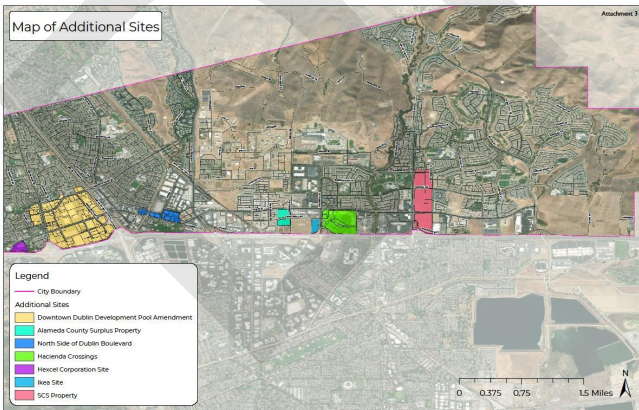 Attachment 3
Map of Additional Sites
Legend
City Boundary
Additional Sites
Downtown Dublin Development Pool Amendment
Alameda County Surplus Property
North Side of Dublin Boulevard
Hacienda Crossings
Hexcel Corporation Site
Ikea Site
SCS Property
N
0 0.375 0.75 1.5 Miles